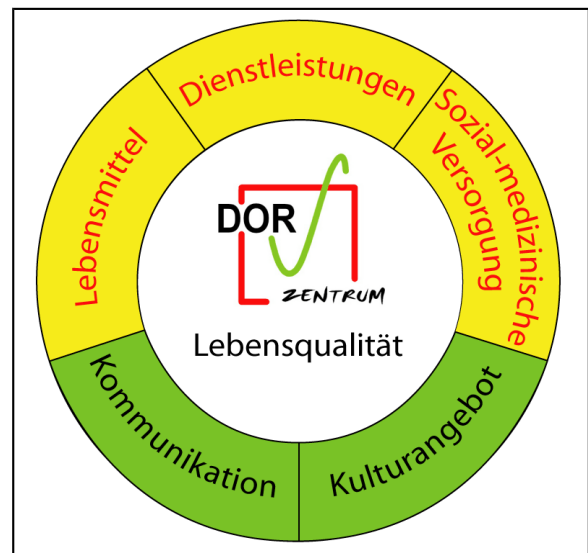 Dienstleistungen
Sozial-medizinische
Versorgung
Lebensmittel
DOR
ZENTRUM
Lebensqualität
Kommunikation
Kulturangebot